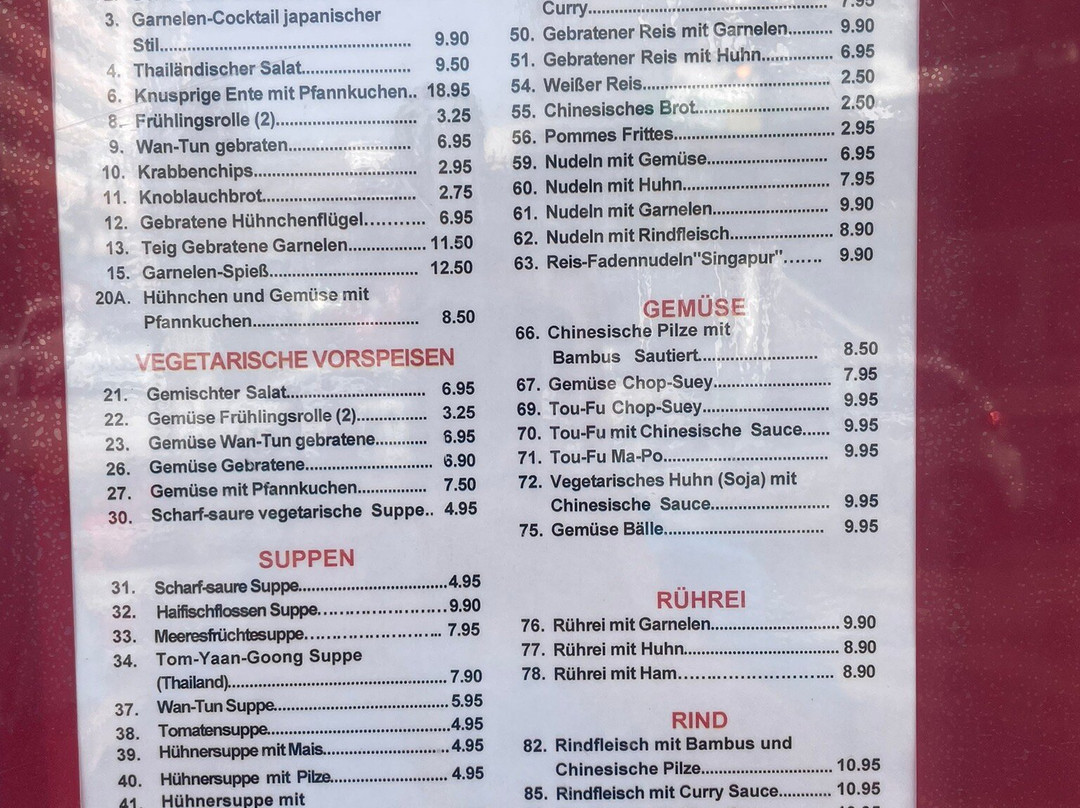 3. Garnelen-Cocktail japanischer
Stil.......... 9.90
4. Thailändischer Salat.......... 9.50
6. Knusprige Ente mit Pfannkuchen.. 18.95
8. Frühlingsrolle (2).......... 3.25
9. Wan-Tun gebraten.......... 6.95
10. Krabbenchips.......... 2.95
11. Knoblauchbrot.......... 2.75
12. Gebratene Hühnchenflügel.......... 6.95
13. Teig Gebratene Garnelen.......... 11.50
15. Garnelen-Spieß.......... 12.50
20A. Hühnchen und Gemüse mit
Pfannkuchen.......... 8.50
VEGETARISCHE VORSPEISEN
21. Gemischter Salat.......... 6.95
22. Gemüse Frühlingsrolle (2).......... 3.25
23. Gemüse Wan-Tun gebratene.......... 6.95
26. Gemüse Gebratene.......... 6.90
27. Gemüse mit Pfannkuchen.......... 7.50
30. Scharf-saure vegetarische Suppe.. 4.95
SUPPEN
31. Scharf-saure Suppe.......... 4.95
32. Haifischflossen Suppe.......... 9.90
33. Meeresfrüchtesuppe.......... 7.95
34. Tom-Yaan-Goong Suppe
(Thailand).......... 7.90
37. Wan-Tun Suppe.......... 5.95
38. Tomatensuppe.......... 4.95
39. Hühnersuppe mit Mais.......... 4.95
40. Hühnersuppe mit Pilze.......... 4.95
41. Hühnersuppe mit
Curry.......... 7.95
50. Gebratener Reis mit Garnelen.......... 9.90
51. Gebratener Reis mit Huhn.......... 6.95
54. Weißer Reis.......... 2.50
55. Chinesisches Brot.......... 2.50
56. Pommes Frittes.......... 2.95
59. Nudeln mit Gemüse.......... 6.95
60. Nudeln mit Huhn.......... 7.95
61. Nudeln mit Garnelen.......... 9.90
62. Nudeln mit Rindfleisch.......... 8.90
63. Reis-Fadennudeln"Singapur"....... 9.90
GEMÜSE
66. Chinesische Pilze mit
Bambus Sautiert.......... 8.50
67. Gemüse Chop-Suey.......... 7.95
69. Tou-Fu Chop-Suey.......... 9.95
70. Tou-Fu mit Chinesische Sauce...... 9.95
71. Tou-Fu Ma-Po.......... 9.95
72. Vegetarisches Huhn (Soja) mit
Chinesische Sauce.......... 9.95
75. Gemüse Bälle.......... 9.95
RÜHREI
76. Rührei mit Garnelen.......... 9.90
77. Rührei mit Huhn.......... 8.90
78. Rührei mit Ham.......... 8.90
RIND
82. Rindfleisch mit Bambus und
Chinesische Pilze.......... 10.95
85. Rindfleisch mit Curry Sauce.......... 10.95